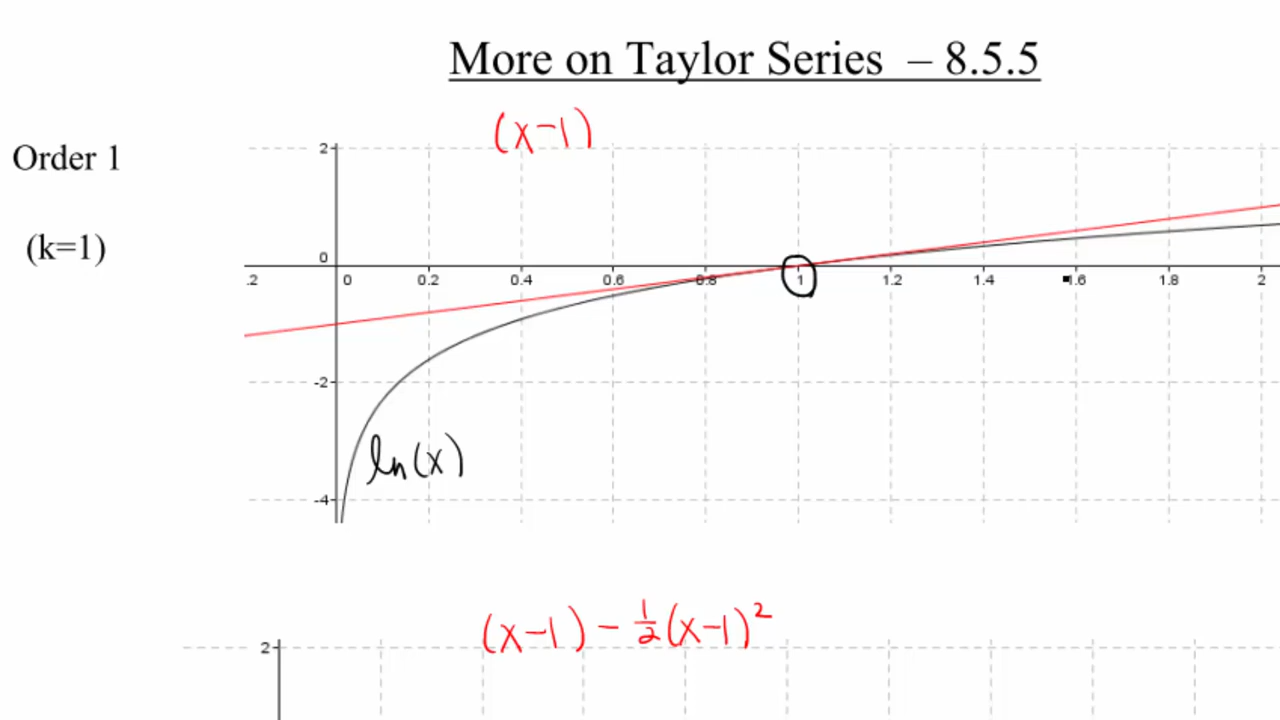 More on Taylor Series – 8.5.5
(x-1)
Order 1
(k=1)
2
0
.2 0 0.2 0.4 0.6 0.8 1 1.2 1.4 1.6 1.8 2
-2
ln(x)
-4
(x-1) - 1/2(x-1)²
2